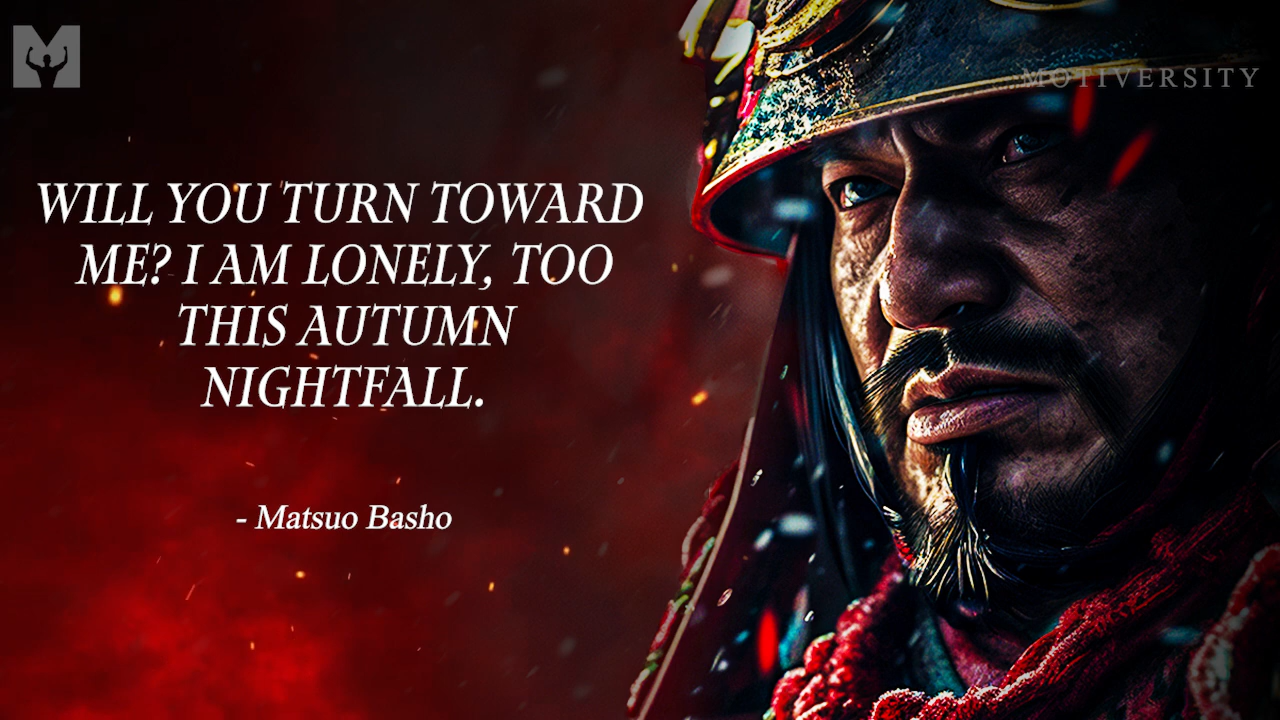 MOTIVERSITY
WILL YOU TURN TOWARD
ME? I AM LONELY, TOO
THIS AUTUMN
NIGHTFALL.
- Matsuo Basho